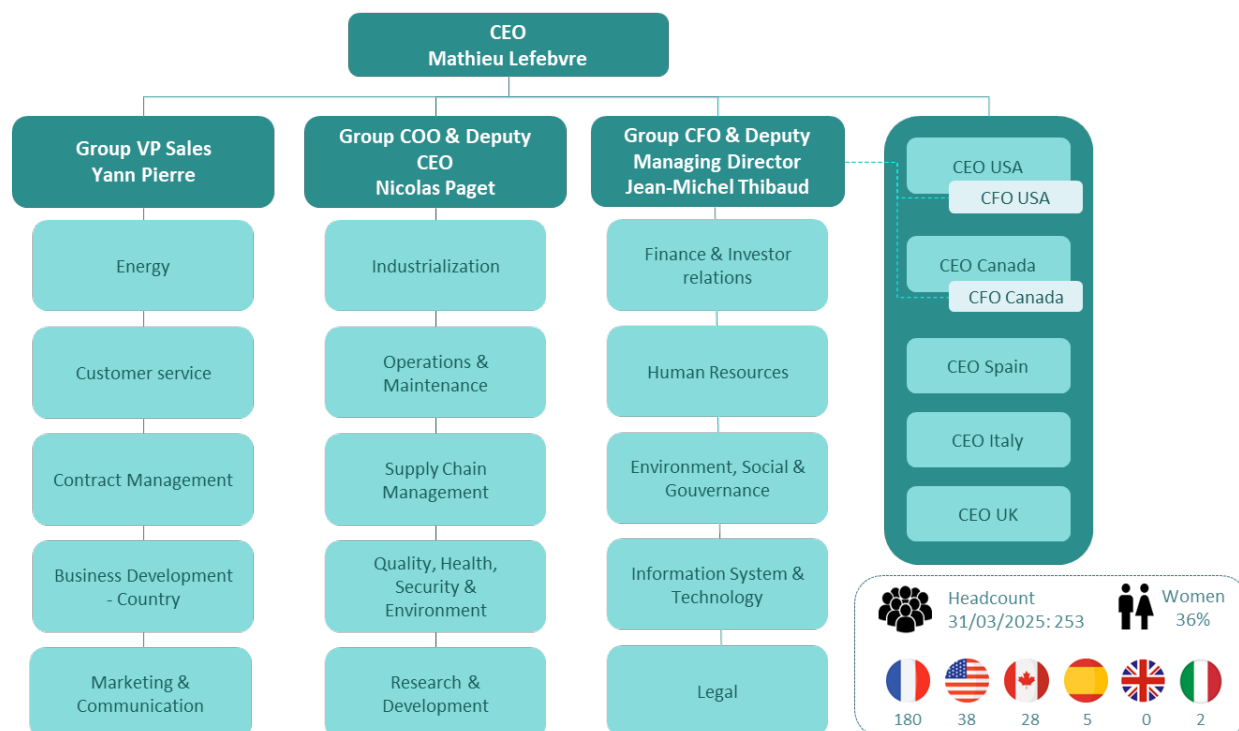 CEO
Mathieu Lefebvre
Group VP Sales
Yann Pierre
Energy
Customer service
Contract Management
Business Development
- Country
Marketing &
Communication
Group COO & Deputy
CEO
Nicolas Paget
Industrialization
Operations &
Maintenance
Supply Chain
Management
Quality, Health,
Security &
Environment
Research &
Development
Group CFO & Deputy
Managing Director
Jean-Michel Thibaud
Finance & Investor
relations
Human Resources
Environment, Social &
Gouvernance
Information System &
Technology
Legal
CEO USA
CFO USA
CEO Canada
CFO Canada
CEO Spain
CEO Italy
CEO UK
Headcount
31/03/2025: 253
Women
36%
180 38 28 5 0 2